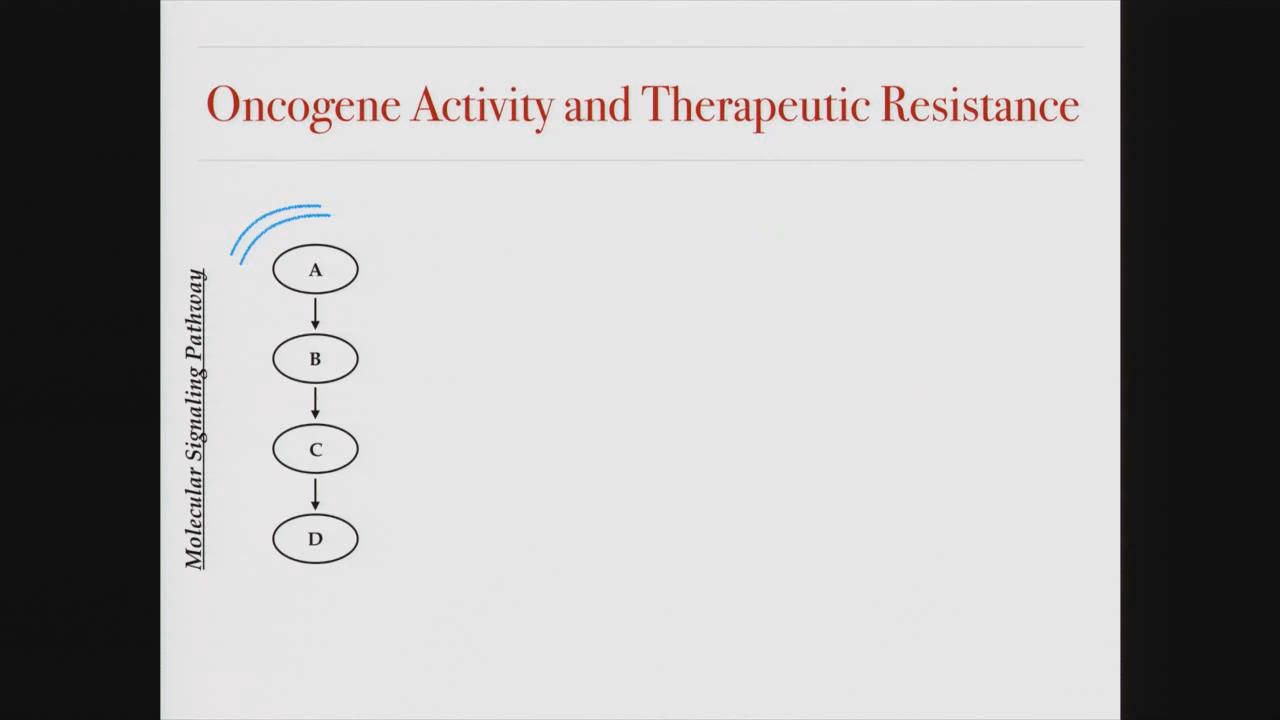 Oncogene Activity and Therapeutic Resistance
Molecular Signaling Pathway
A
B
C
D